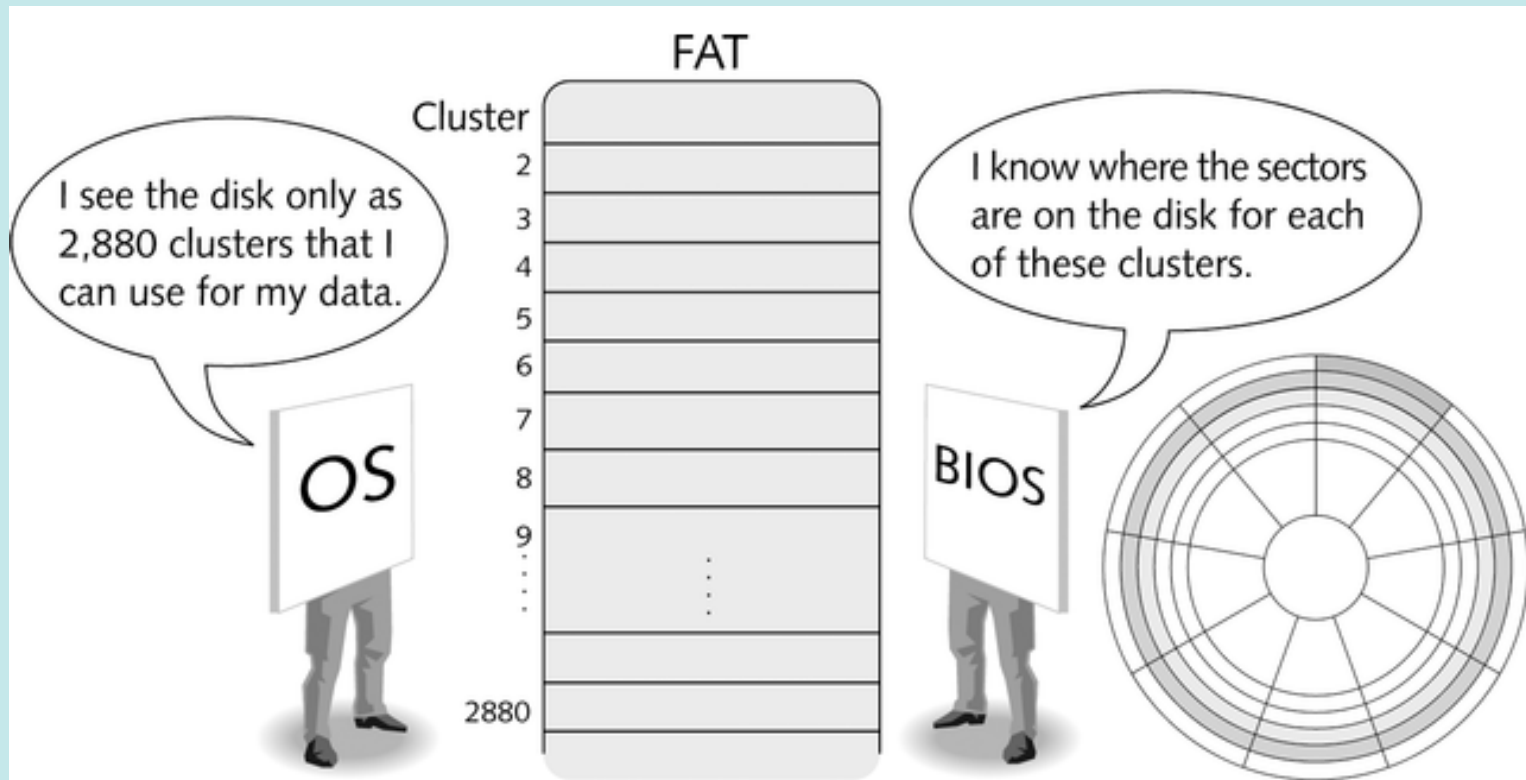 FAT
Cluster
2
3
4
5
6
7
8
9
2880
I see the disk only as
2,880 clusters that I
can use for my data.
OS
I know where the sectors
are on the disk for each
of these clusters.
BIOS